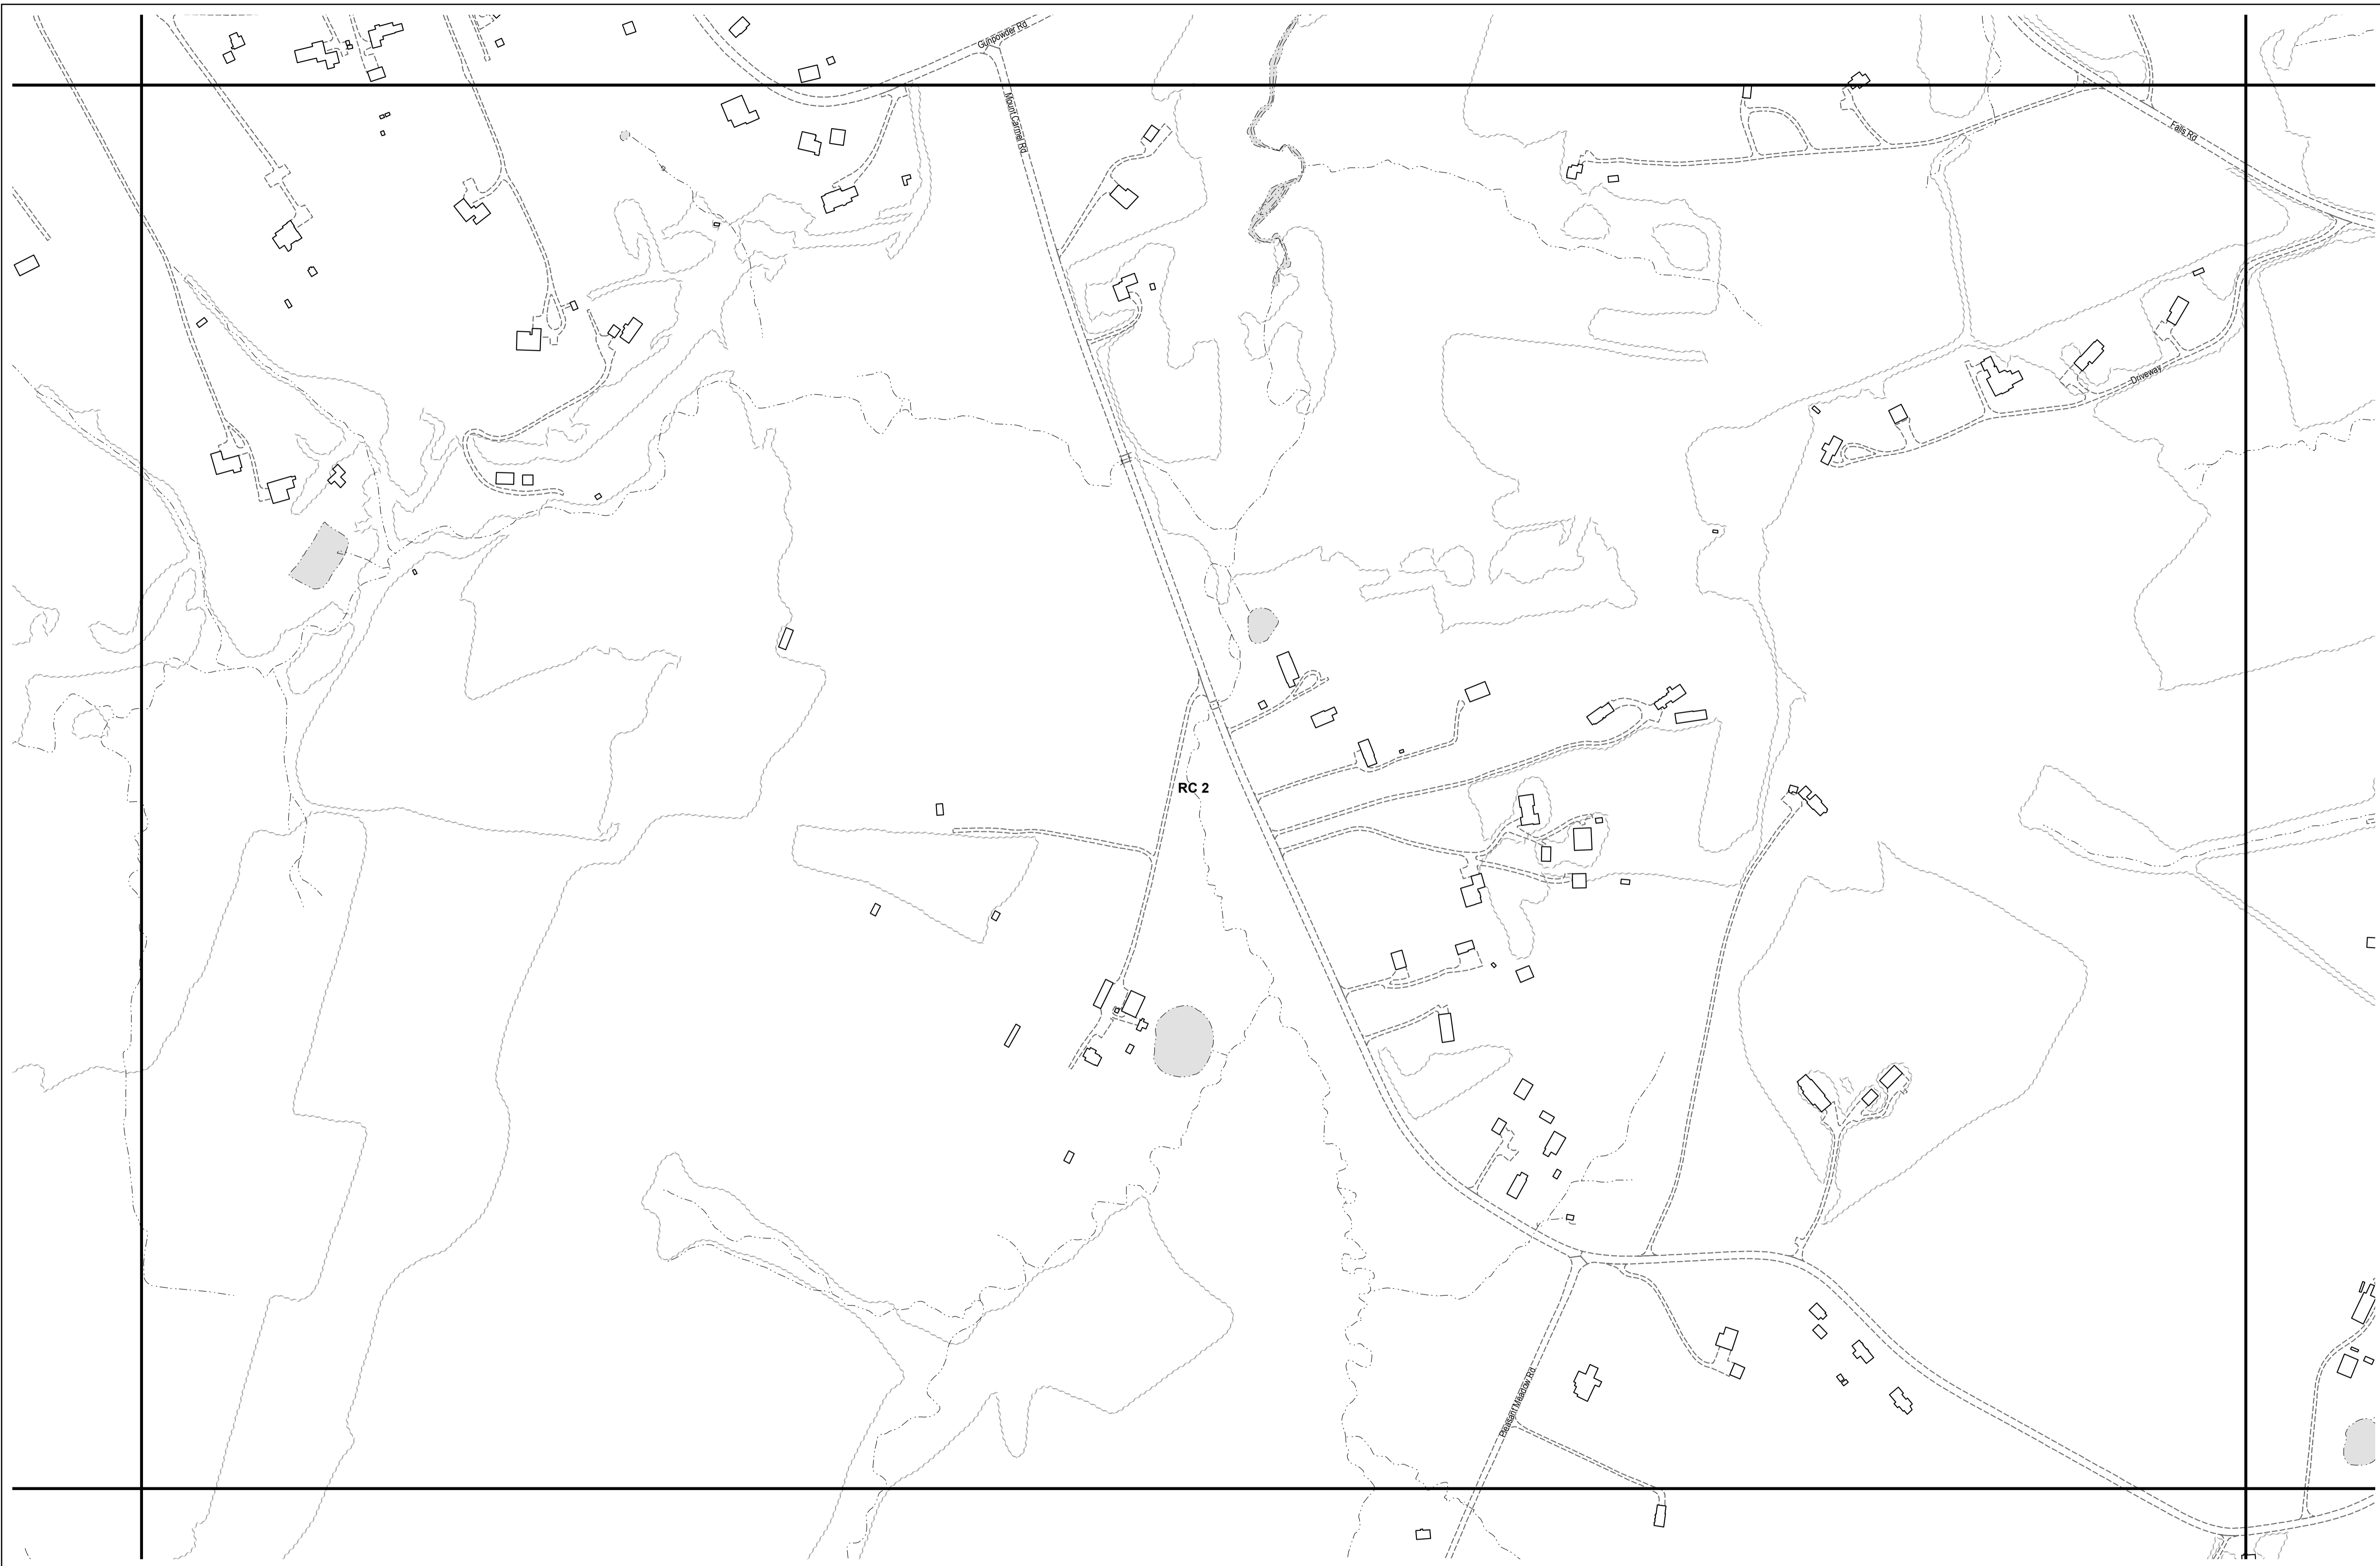 Gunpowder Rd
Mount Carmel Rd
Falls Rd
Driveway
RC 2
Pleasant Meadow Rd